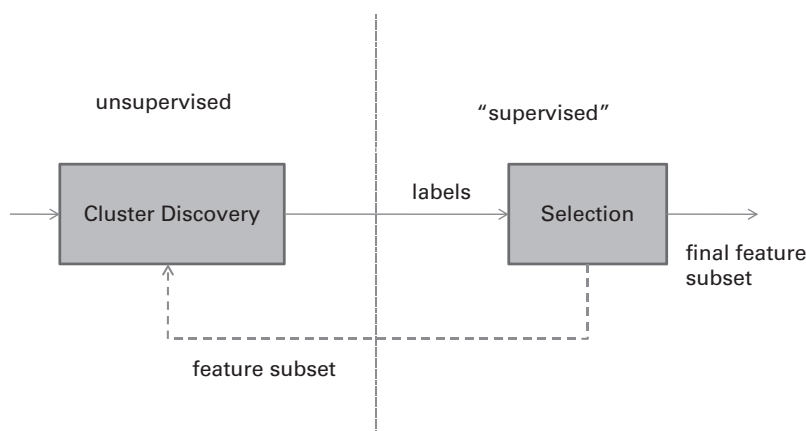 unsupervised
“supervised”
Cluster Discovery
labels
Selection
final feature
subset
feature subset